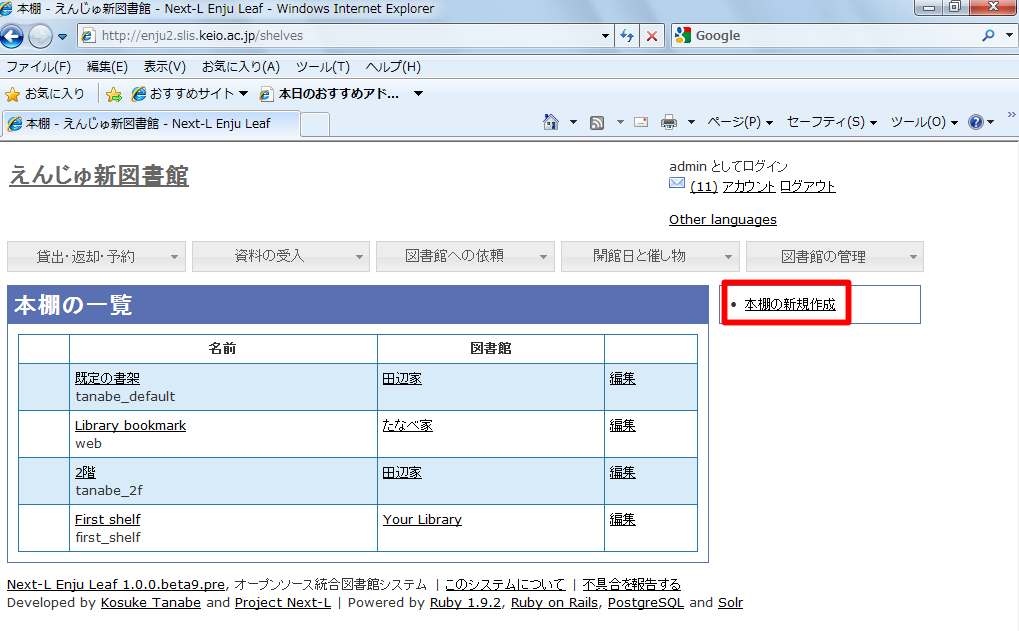 本棚 - えんじゅ新図書館 - Next-L Enju Leaf - Windows Internet Explorer
http://enju2.slis.keio.ac.jp/shelves
Google
ファイル(F) 編集(E) 表示(V) お気に入り(A) ツール(T) ヘルプ(H)
お気に入り おすすめサイト 本日のおすすめアド...
本棚 - えんじゅ新図書館 - Next-L Enju Leaf
ページ(P) セーフティ(S) ツール(O) »
えんじゅ新図書館
admin としてログイン
(11) アカウント ログアウト
Other languages
貸出・返却・予約 資料の受入 図書館への依頼 開館日と催し物 図書館の管理
本棚の一覧
• 本棚の新規作成
名前 図書館
既定の書架 田辺家 編集
tanabe_default
Library bookmark たなべ家 編集
web
2階 田辺家 編集
tanabe_2f
First shelf Your Library 編集
first_shelf
Next-L Enju Leaf 1.0.0.beta9.pre, オープンソース統合図書館システム | このシステムについて | 不具合を報告する
Developed by Kosuke Tanabe and Project Next-L | Powered by Ruby 1.9.2, Ruby on Rails, PostgreSQL and Solr